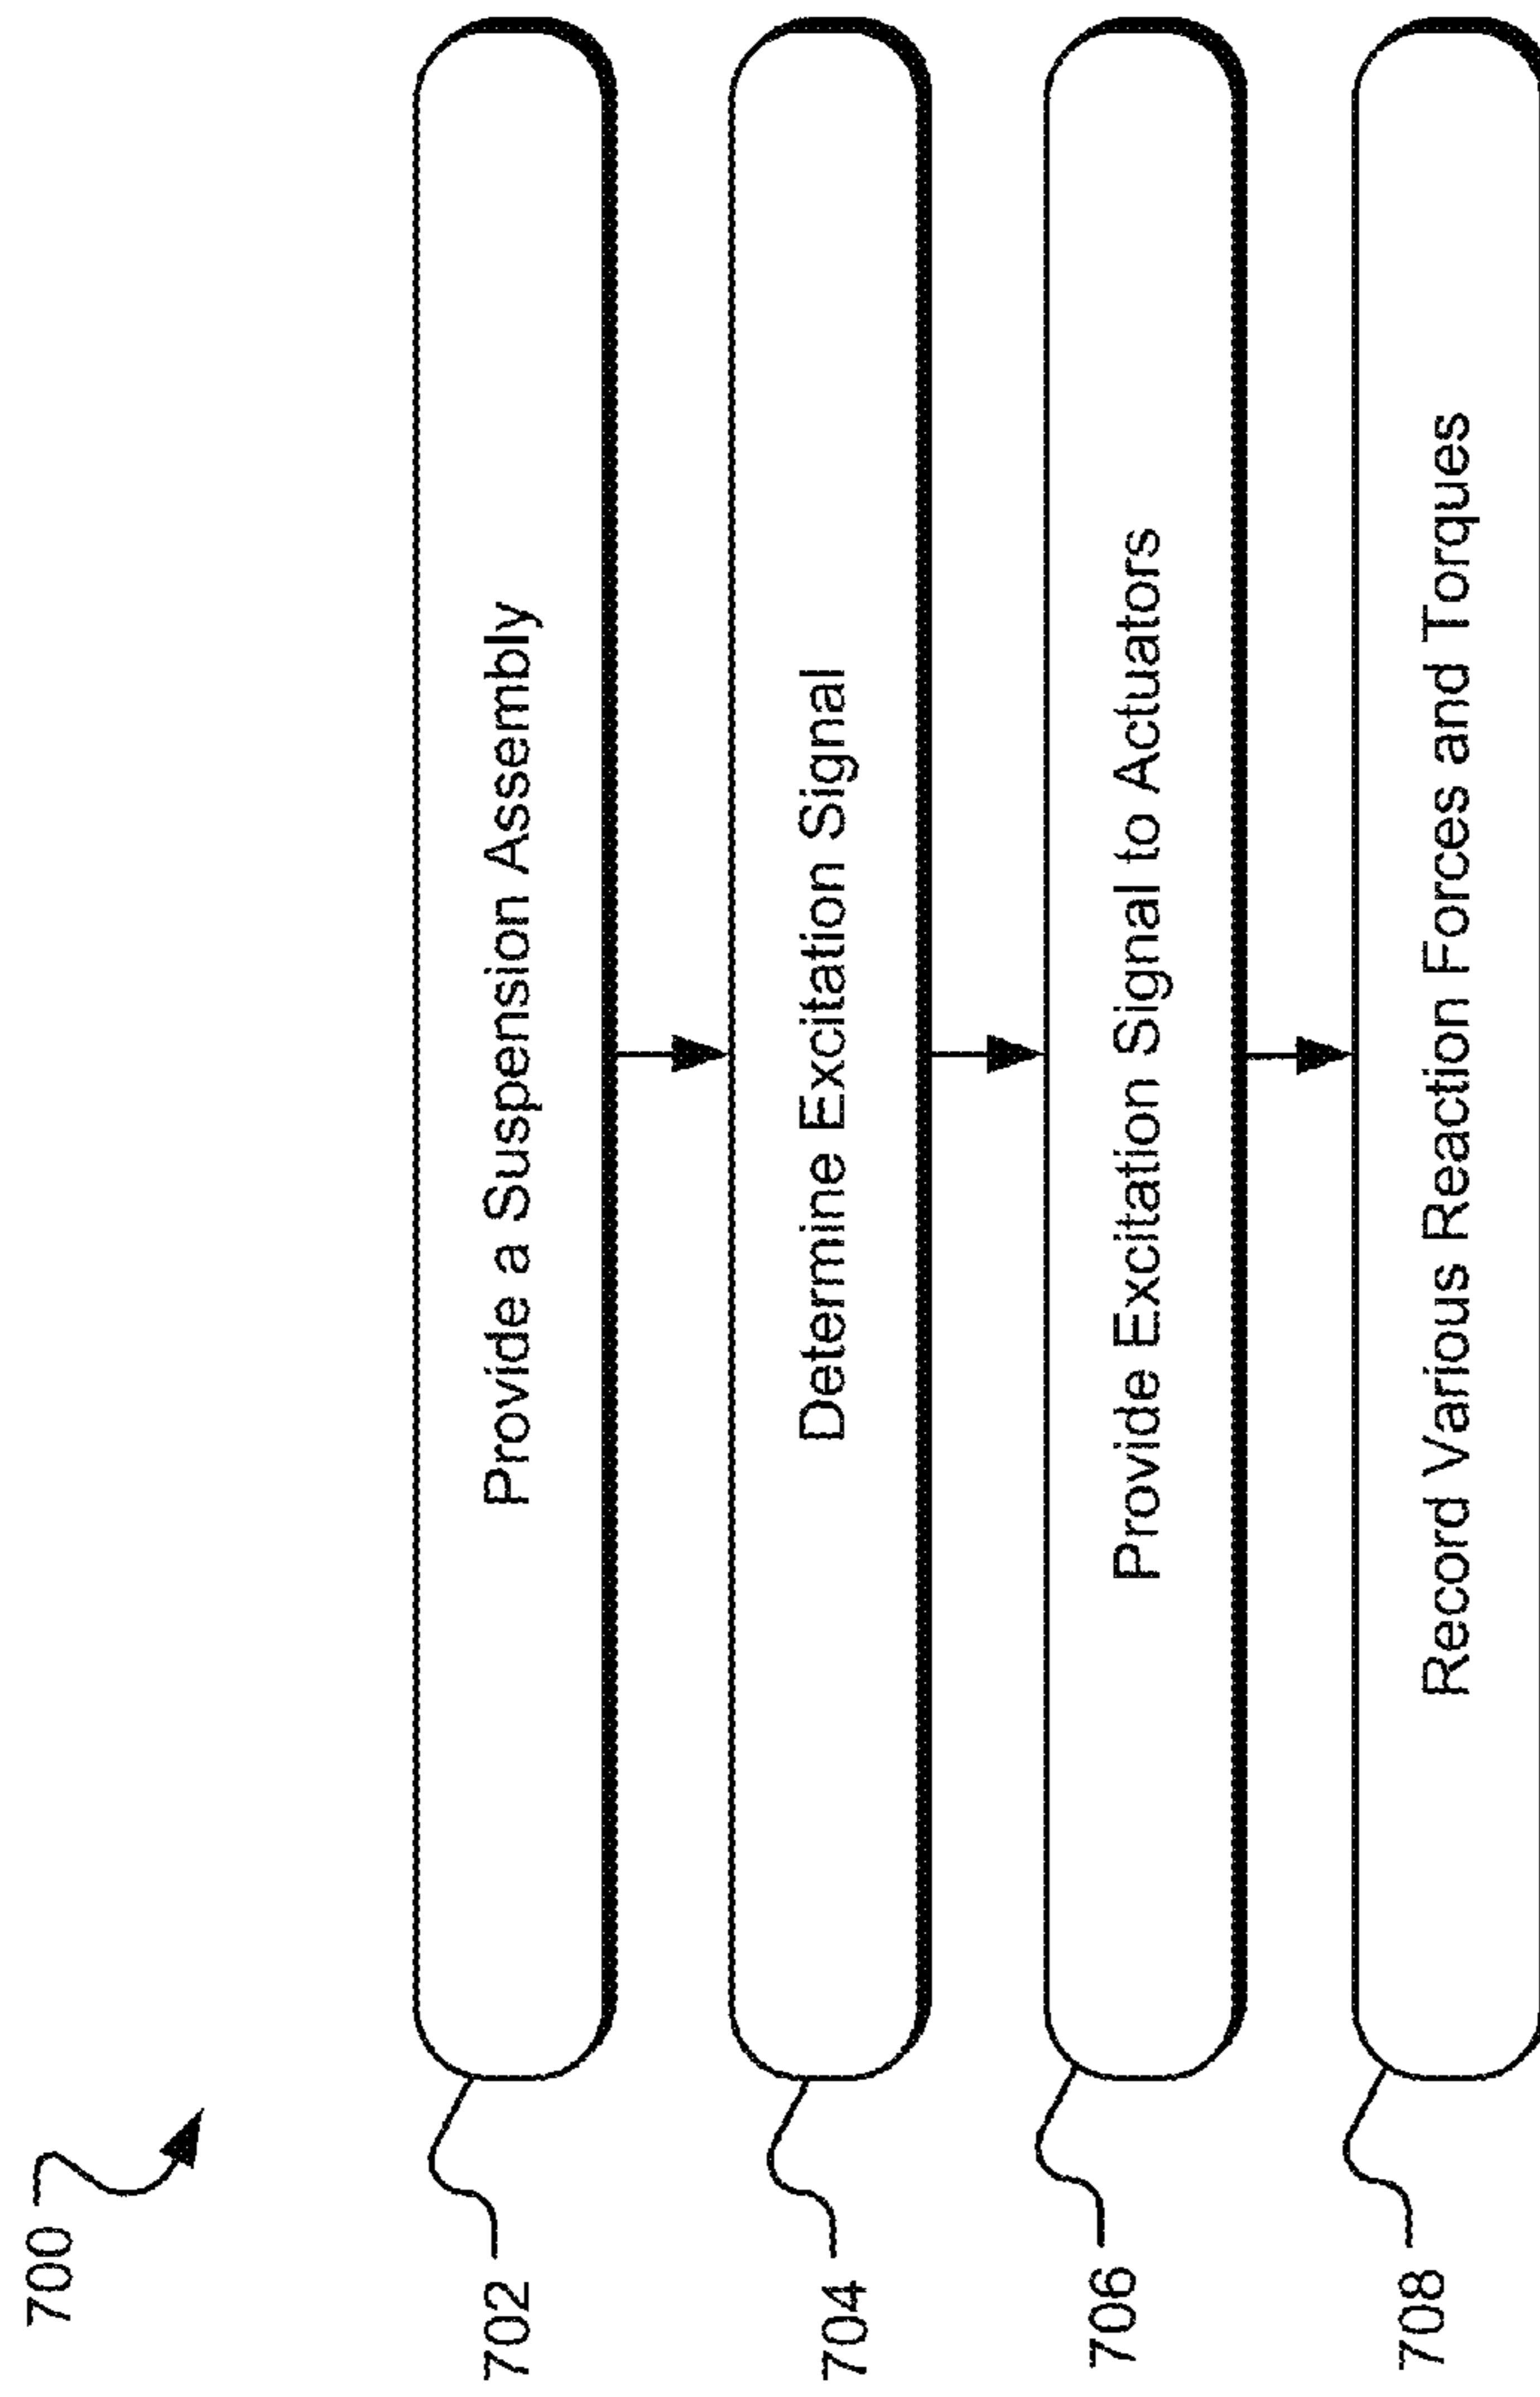 700
702
Provide a Suspension Assembly
704
Determine Excitation Signal
706
Provide Excitation Signal to Actuators
708
Record Various Reaction Forces and Torques